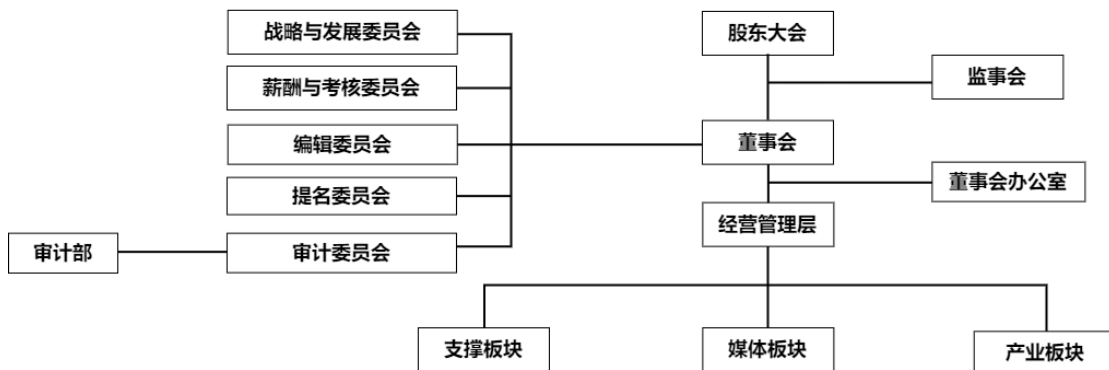 战略与发展委员会
股东大会
薪酬与考核委员会
监事会
编辑委员会
董事会
提名委员会
董事会办公室
经营管理层
审计部
审计委员会
支撑板块
媒体板块
产业板块